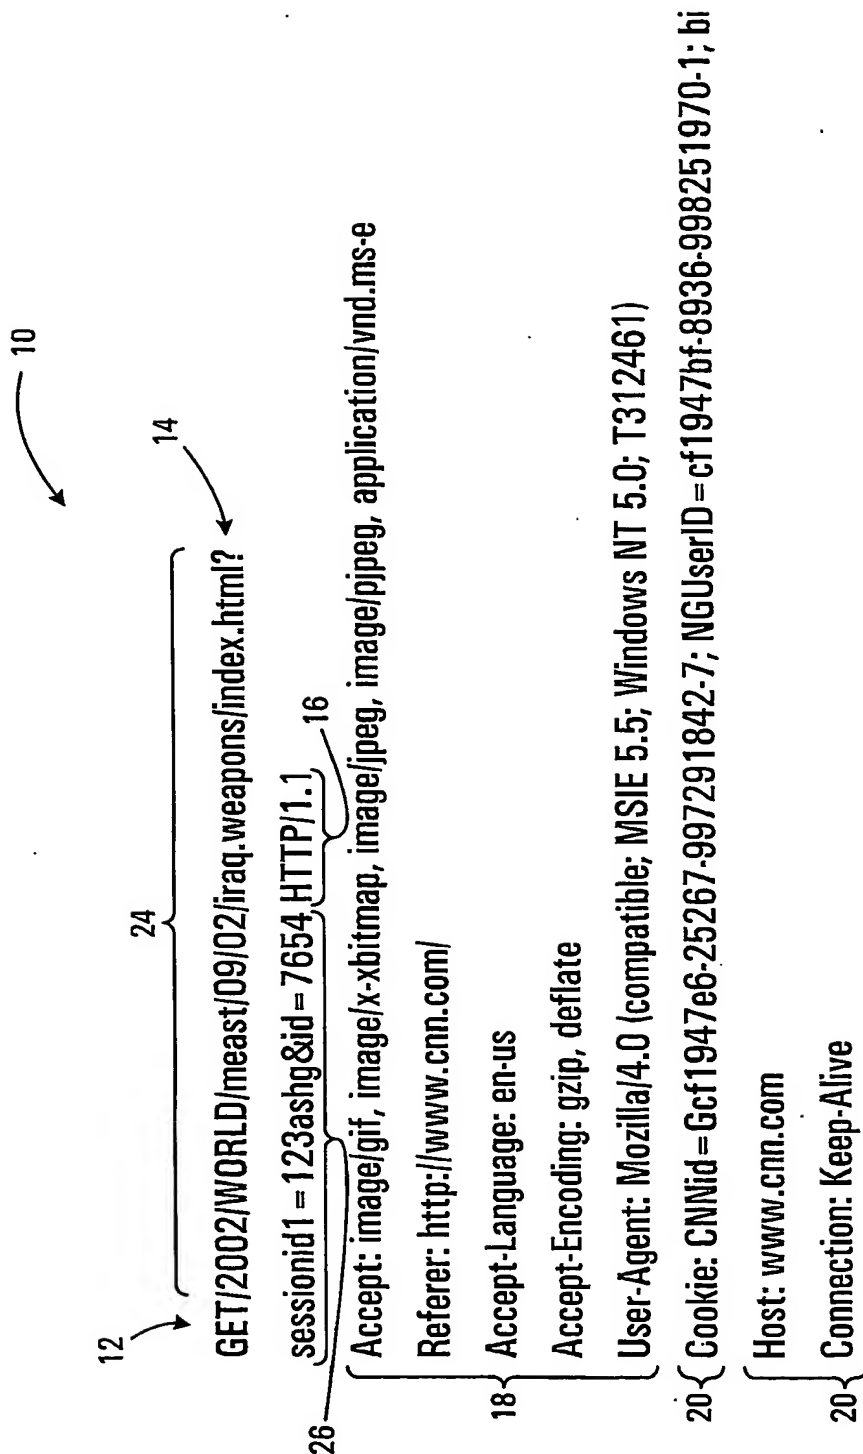 10
24
12
14
GET/2002/WORLD/meast/09/02/iraq.weapons/index.html?
sessionid1=123ashg&id=7654 HTTP/1.1
26
16
Accept: image/gif, image/x-xbitmap, image/jpeg, image/pjpeg, application/vnd.ms-e
Referer: http://www.cnn.com/
18
Accept-Language: en-us
Accept-Encoding: gzip, deflate
User-Agent: Mozilla/4.0 (compatible; MSIE 5.5; Windows NT 5.0; T312461)
20
Cookie: CNNid=Gcf1947e6-25267-997291842-7; NGUserID=cf1947bf-8936-998251970-1; bi
Host: www.cnn.com
20
Connection: Keep-Alive